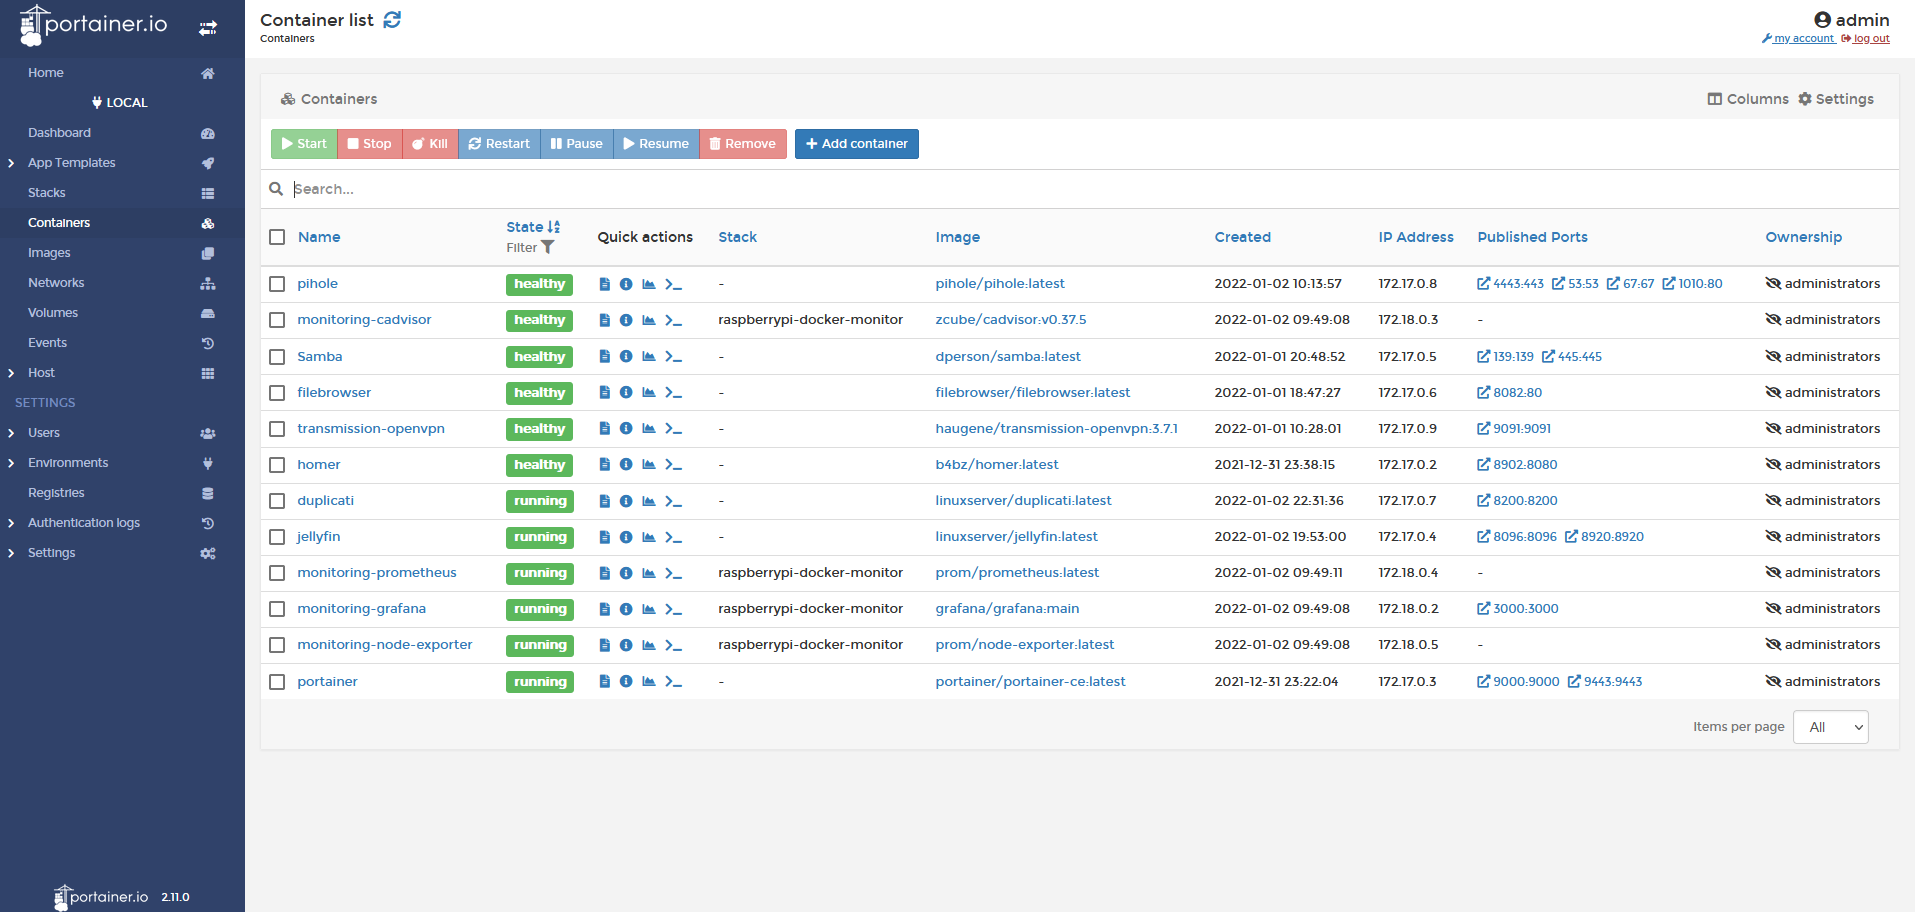 portainer.io
Container list
Containers
admin
my account log out
Home
LOCAL
Dashboard
App Templates
Stacks
Containers
Images
Networks
Volumes
Events
Host
SETTINGS
Users
Environments
Registries
Authentication logs
Settings
portainer.io 2.11.0
Containers
Columns Settings
Start Stop Kill Restart Pause Resume Remove Add container
Search...
Name State Filter Quick actions Stack Image Created IP Address Published Ports Ownership
pihole healthy - pihole/pihole:latest 2022-01-02 10:13:57 172.17.0.8 4443:443 53:53 67:67 1010:80 administrators
monitoring-cadvisor healthy raspberrypi-docker-monitor zcube/cadvisor:v0.37.5 2022-01-02 09:49:08 172.18.0.3 - administrators
Samba healthy - dperson/samba:latest 2022-01-01 20:48:52 172.17.0.5 139:139 445:445 administrators
filebrowser healthy - filebrowser/filebrowser:latest 2022-01-01 18:47:27 172.17.0.6 8082:80 administrators
transmission-openvpn healthy - haugene/transmission-openvpn:3.7.1 2022-01-01 10:28:01 172.17.0.9 9091:9091 administrators
homer healthy - b4bz/homer:latest 2021-12-31 23:38:15 172.17.0.2 8902:8080 administrators
duplicati running - linuxserver/duplicati:latest 2022-01-02 22:31:36 172.17.0.7 8200:8200 administrators
jellyfin running - linuxserver/jellyfin:latest 2022-01-02 19:53:00 172.17.0.4 8096:8096 8920:8920 administrators
monitoring-prometheus running raspberrypi-docker-monitor prom/prometheus:latest 2022-01-02 09:49:11 172.18.0.4 - administrators
monitoring-grafana running raspberrypi-docker-monitor grafana/grafana:main 2022-01-02 09:49:08 172.18.0.2 3000:3000 administrators
monitoring-node-exporter running raspberrypi-docker-monitor prom/node-exporter:latest 2022-01-02 09:49:08 172.18.0.5 - administrators
portainer running - portainer/portainer-ce:latest 2021-12-31 23:22:04 172.17.0.3 9000:9000 9443:9443 administrators
Items per page All